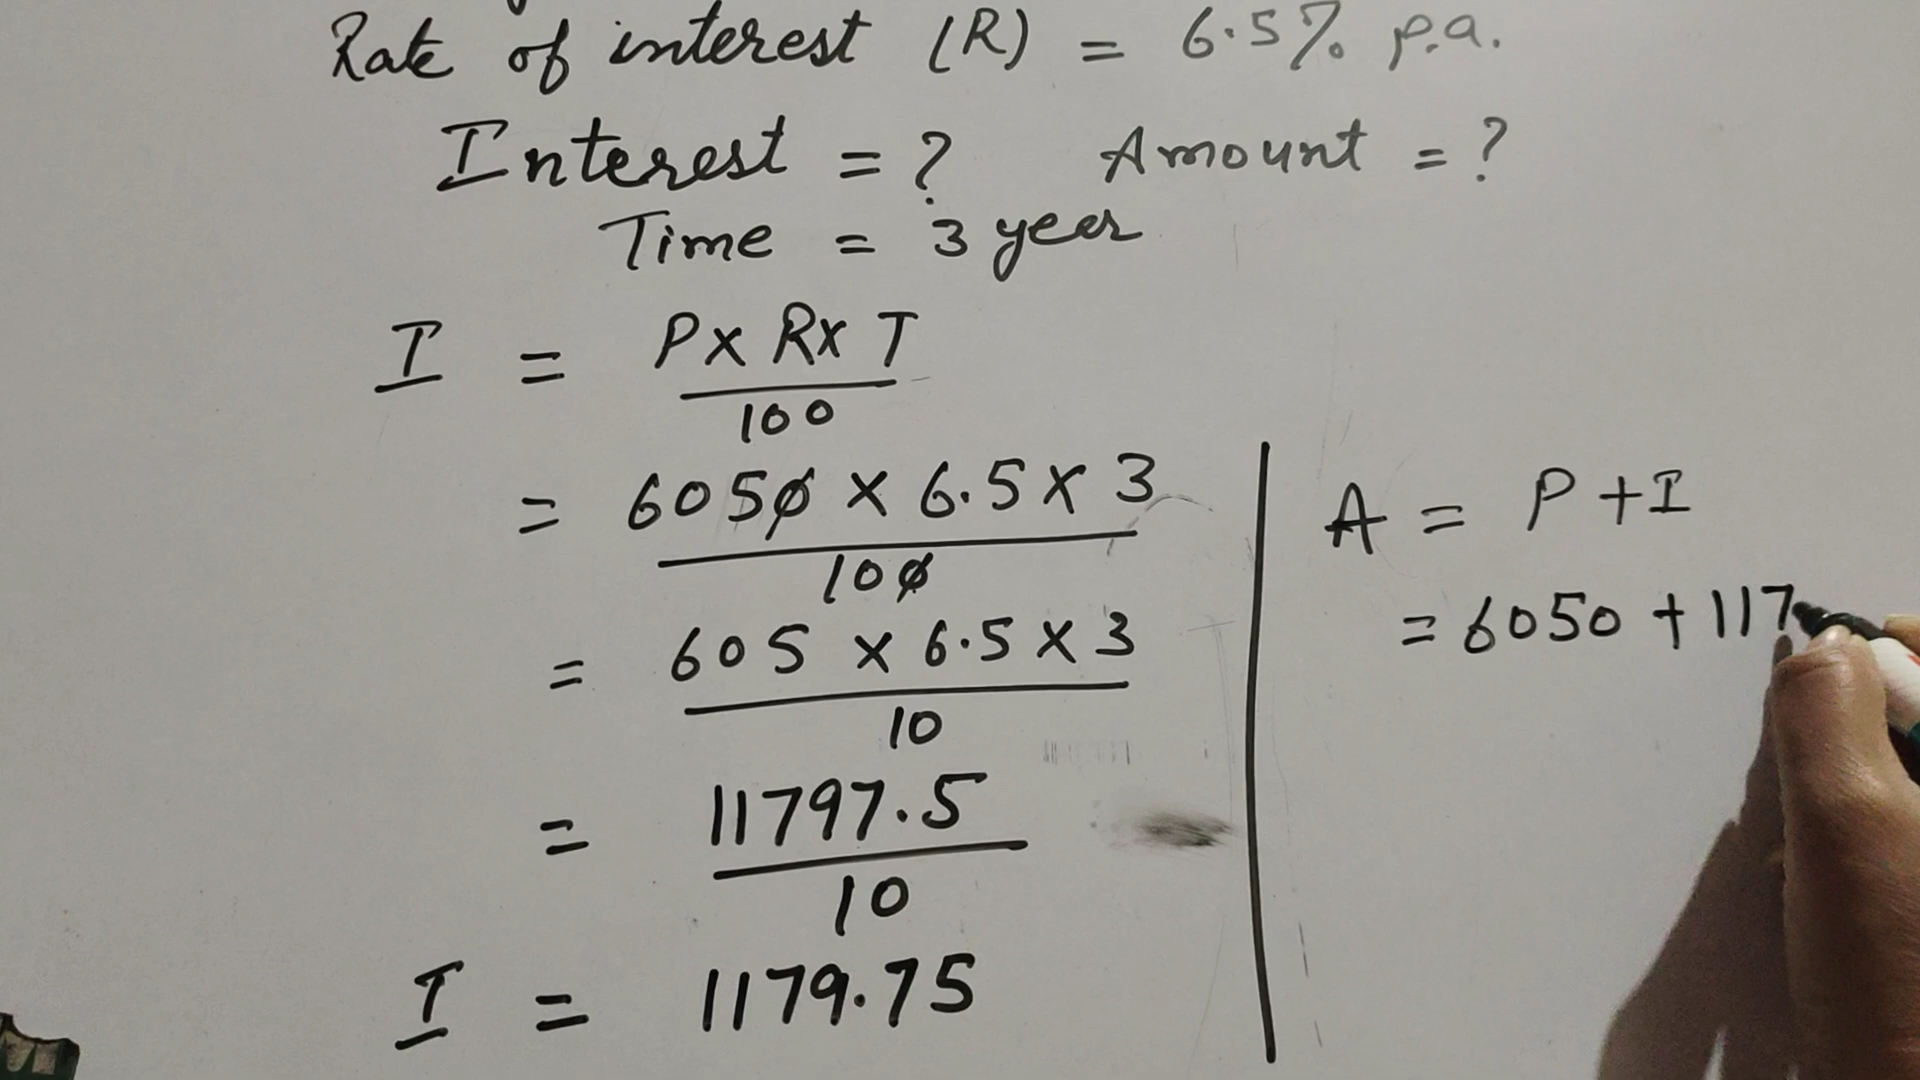 Rate of interest (R) = 6.5% p.a.
Interest = ? Amount = ?
Time = 3 year
I = P x R x T
100
= 6050 x 6.5 x 3
100
= 605 x 6.5 x 3
10
= 11797.5
10
I = 1179.75
A = P + I
= 6050 + 117